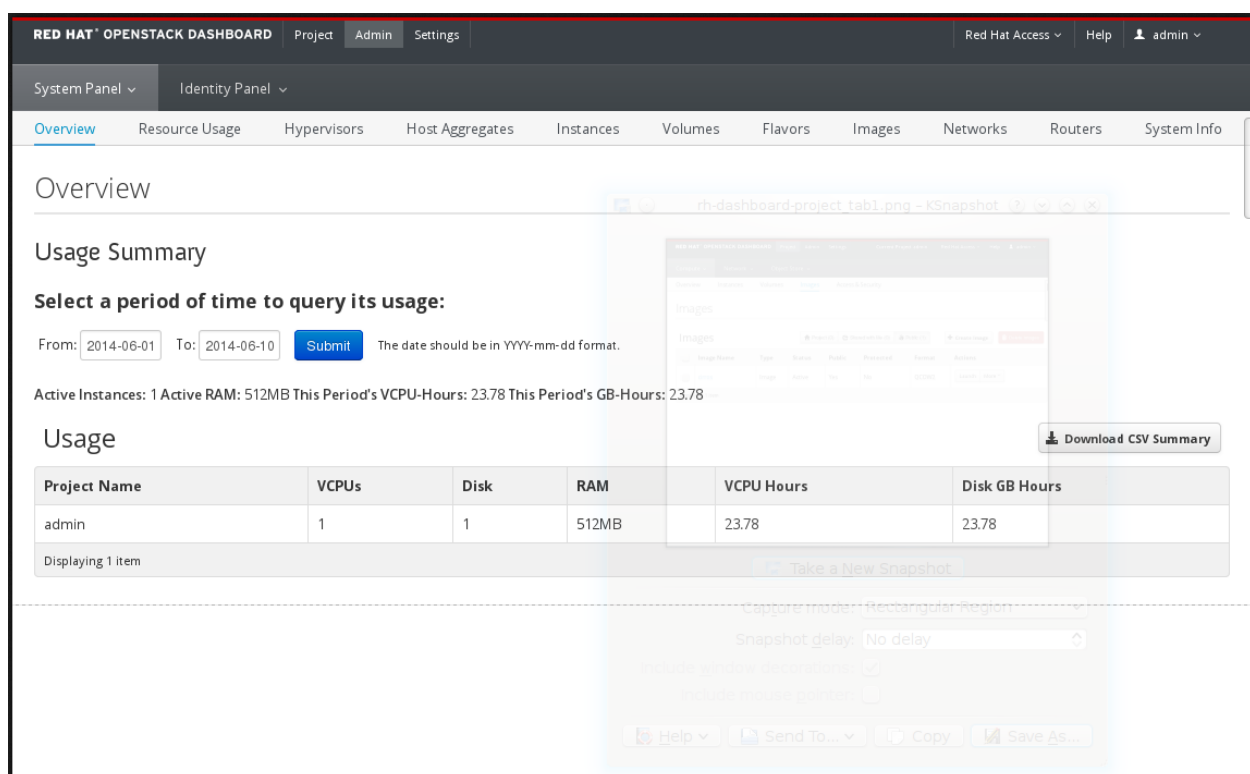 RED HAT® OPENSTACK DASHBOARD Project Admin Settings Red Hat Access Help admin
System Panel Identity Panel
Overview Resource Usage Hypervisors Host Aggregates Instances Volumes Flavors Images Networks Routers System Info
Overview
rh-dashboard-project_tab1.png - KSnapshot
Usage Summary
Select a period of time to query its usage:
From: 2014-06-01 To: 2014-06-10 Submit The date should be in YYYY-mm-dd format.
Images
Images
Active Instances: 1 Active RAM: 512MB This Period's VCPU-Hours: 23.78 This Period's GB-Hours: 23.78
Usage Download CSV Summary
Project Name VCPUs Disk RAM VCPU Hours Disk GB Hours
admin 1 1 512MB 23.78 23.78
Displaying 1 item
Take a New Snapshot
Capture mode: Rectangular Region
Snapshot delay: No delay
Include window decorations:
Include mouse pointer:
Help Send To... Copy Save As...